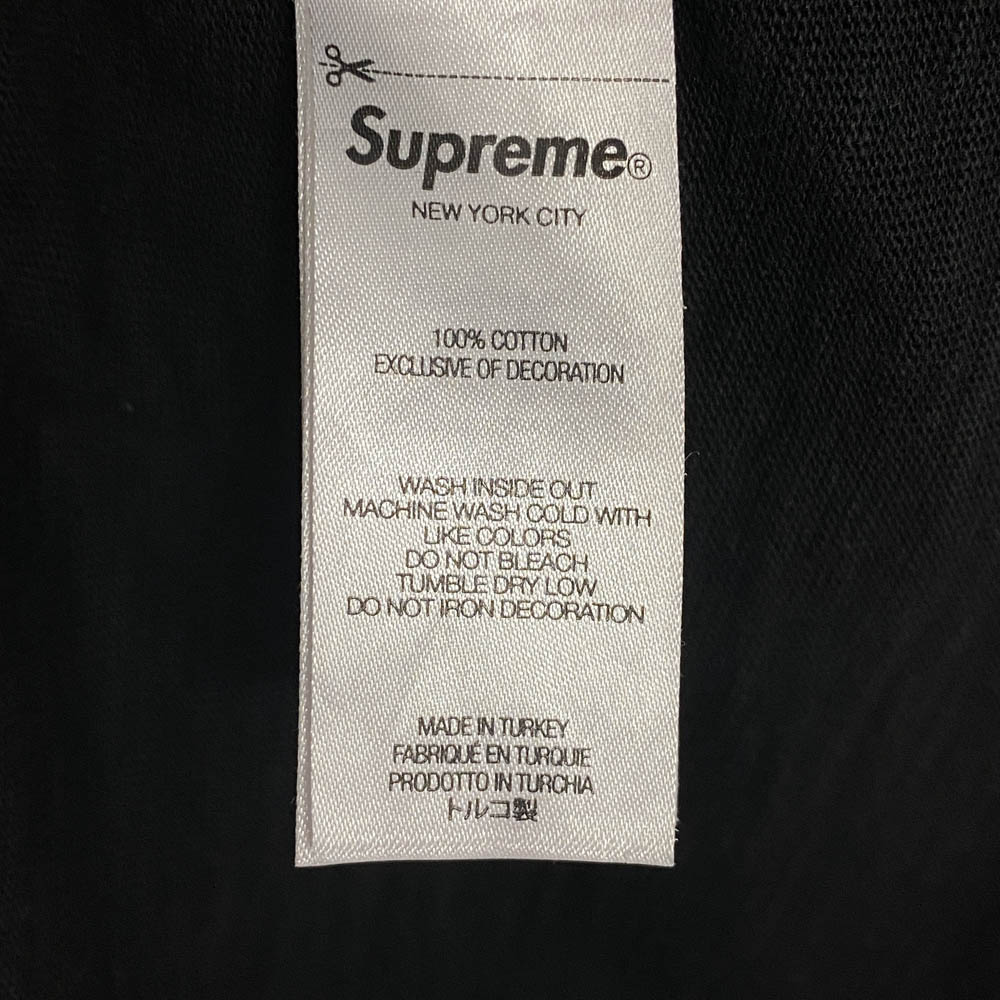 Supreme®
NEW YORK CITY
100% COTTON
EXCLUSIVE OF DECORATION
WASH INSIDE OUT
MACHINE WASH COLD WITH
LIKE COLORS
DO NOT BLEACH
TUMBLE DRY LOW
DO NOT IRON DECORATION
MADE IN TURKEY
FABRIQUÉ EN TURQUIE
PRODOTTO IN TURCHIA
トルコ製